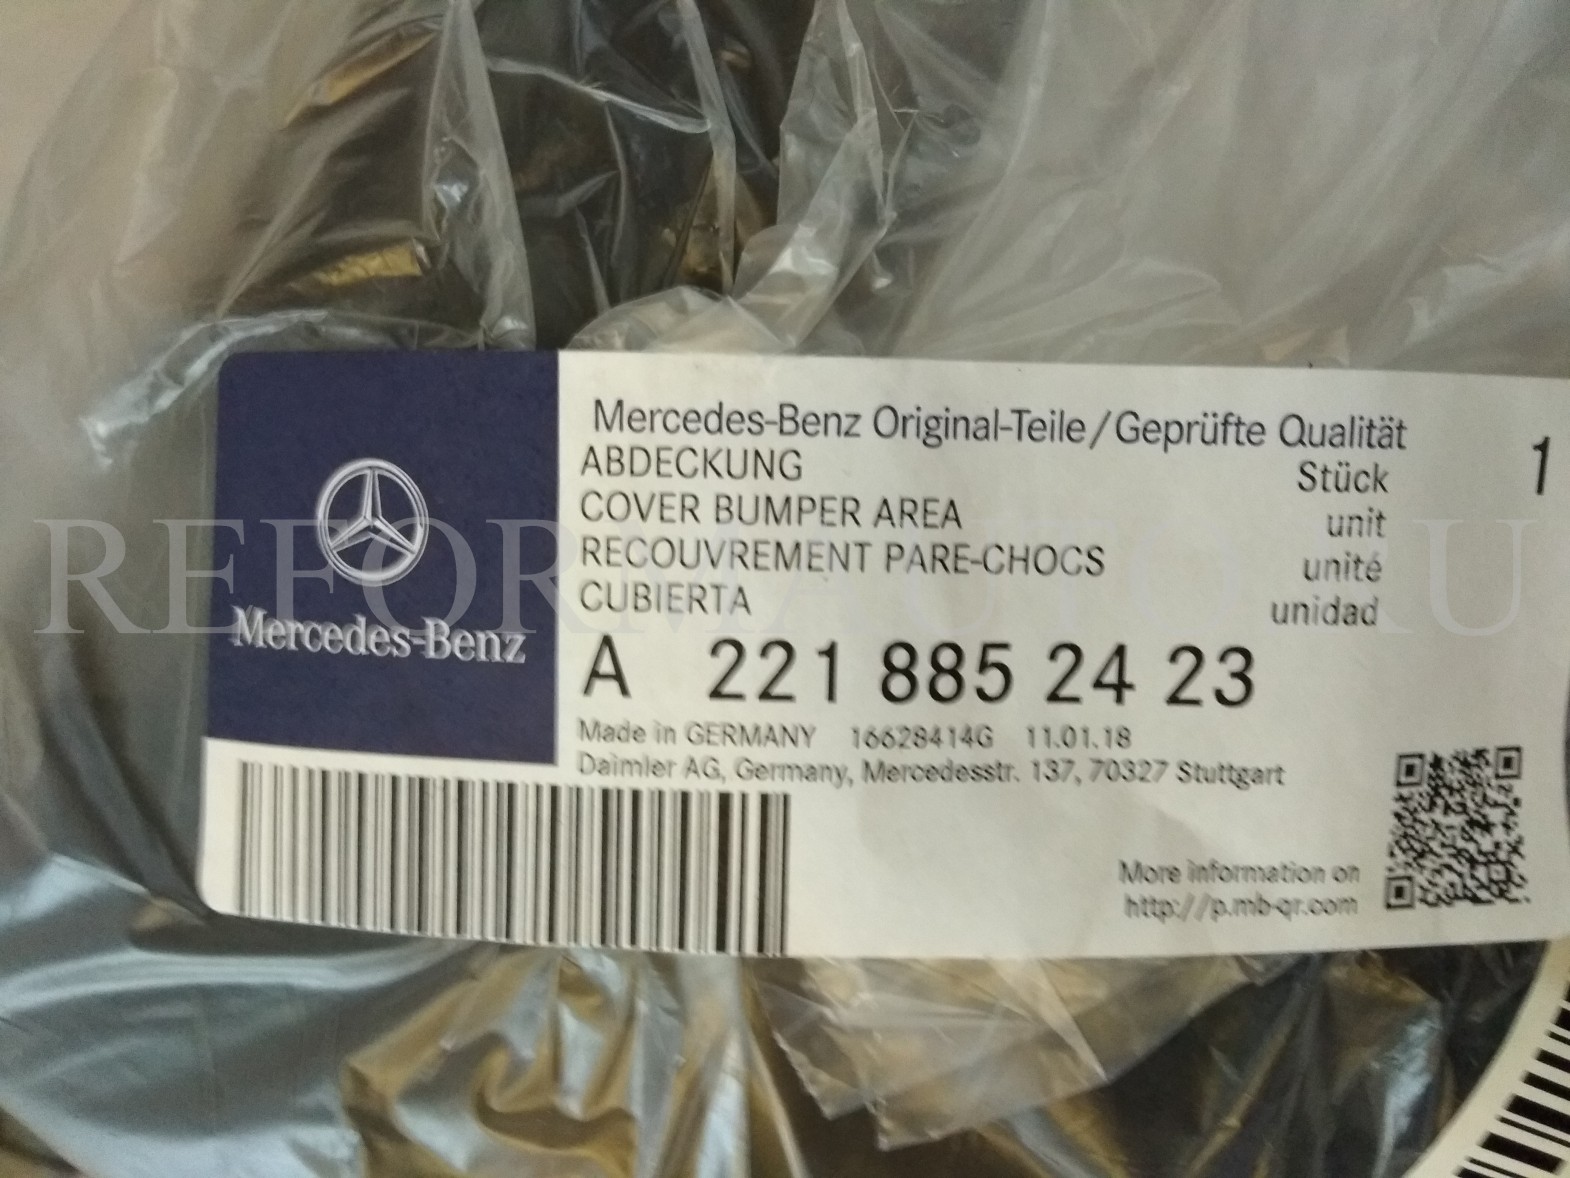 Mercedes-Benz Original-Teile/Geprüfte Qualität
ABDECKUNG Stück 1
COVER BUMPER AREA unit
RECOUVREMENT PARE-CHOCS unité
CUBIERTA unidad
REFORMAUTO.RU
Mercedes-Benz
A 221 885 24 23
Made in GERMANY 16628414G 11.01.18
Daimler AG, Germany, Mercedesstr. 137, 70327 Stuttgart
More information on
http://p.mb-qr.com